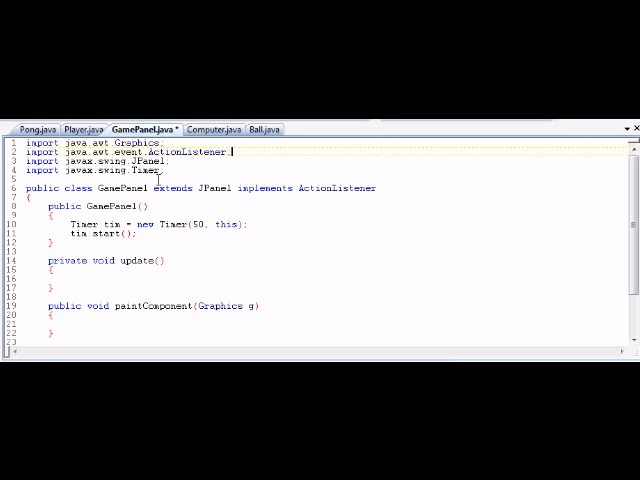 Pong.java Player.java GamePanel.java * Computer.java Ball.java
1 import java.awt.Graphics;
2 import java.awt.event.ActionListener;
3 import javax.swing.JPanel;
4 import javax.swing.Timer;
5
6 public class GamePanel extends JPanel implements ActionListener
7 {
8 public GamePanel()
9 {
10 Timer tim = new Timer(50, this);
11 tim.start();
12 }
13
14 private void update()
15 {
16
17 }
18
19 public void paintComponent(Graphics g)
20 {
21
22 }
23